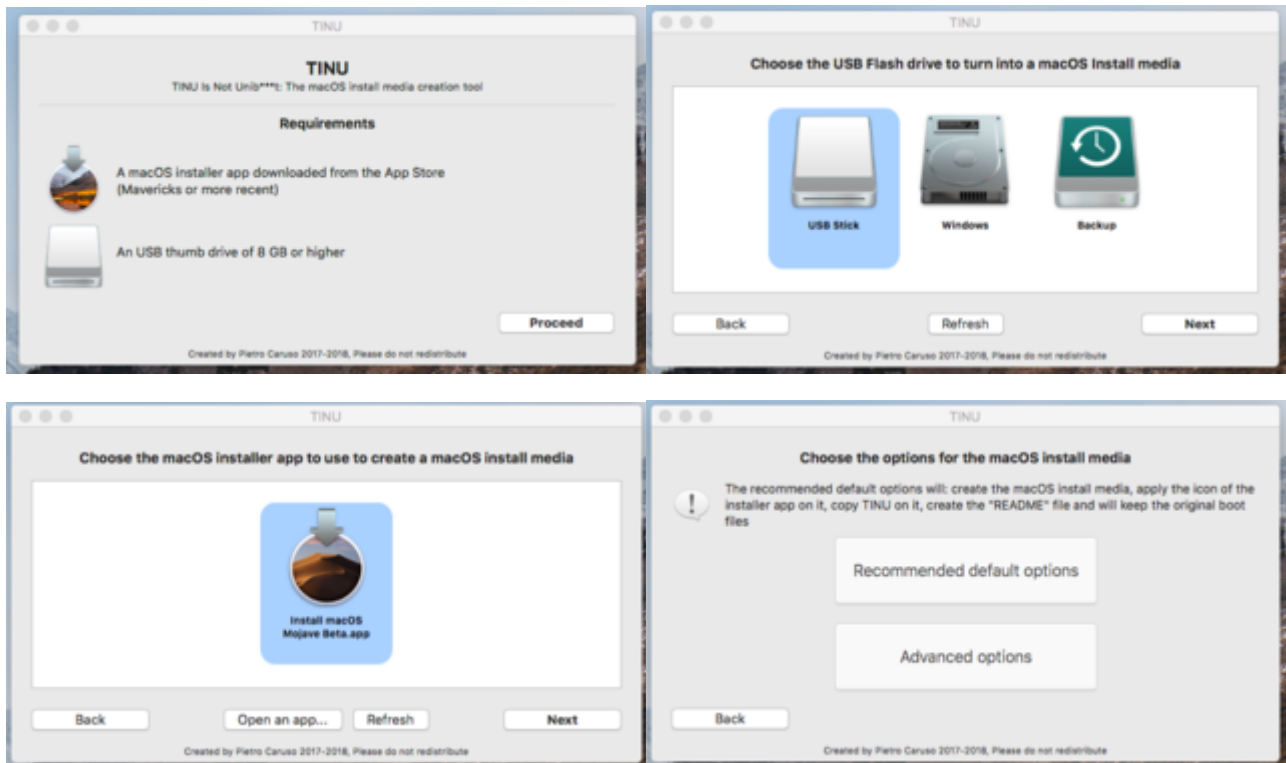 TINU
TINU
TINU Is Not Unib***t: The macOS install media creation tool
Requirements
A macOS installer app downloaded from the App Store
(Mavericks or more recent)
An USB thumb drive of 8 GB or higher
Proceed
Created by Pietro Caruso 2017-2018, Please do not redistribute
TINU
Choose the USB Flash drive to turn into a macOS Install media
USB Stick
Windows
Backup
Back
Refresh
Next
Created by Pietro Caruso 2017-2018, Please do not redistribute
TINU
Choose the macOS installer app to use to create a macOS install media
Install macOS
Mojave Beta.app
Back
Open an app...
Refresh
Next
Created by Pietro Caruso 2017-2018, Please do not redistribute
TINU
Choose the options for the macOS install media
The recommended default options will: create the macOS install media, apply the icon of the
installer app on it, copy TINU on it, create the "README" file and will keep the original boot
files
Recommended default options
Advanced options
Back
Created by Pietro Caruso 2017-2018, Please do not redistribute